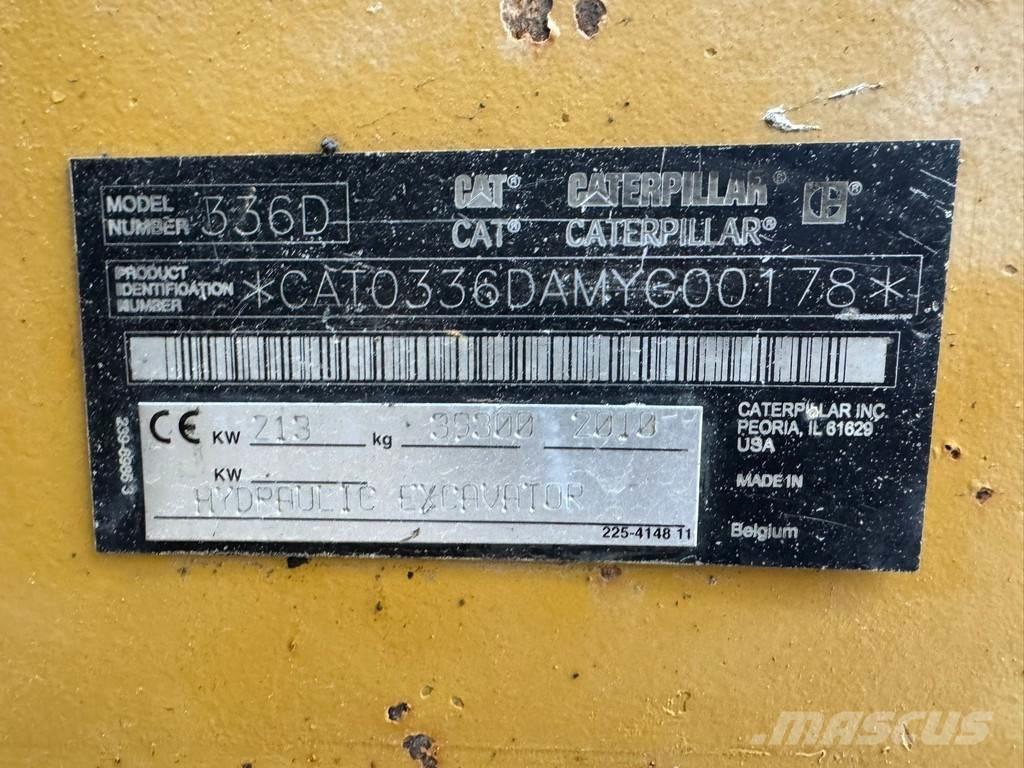 MODEL NUMBER 336D
CAT® CATERPILLAR ®
CAT® CATERPILLAR®
PRODUCT IDENTIFICATION NUMBER *CAT0336DAMYG00178*
CE KW 213 kg 39300 2010
KW
HYDRAULIC EXCAVATOR
225-4148 11
CATERPILLAR INC.
PEORIA, IL 61629
USA
MADE IN
Belgium
mascus